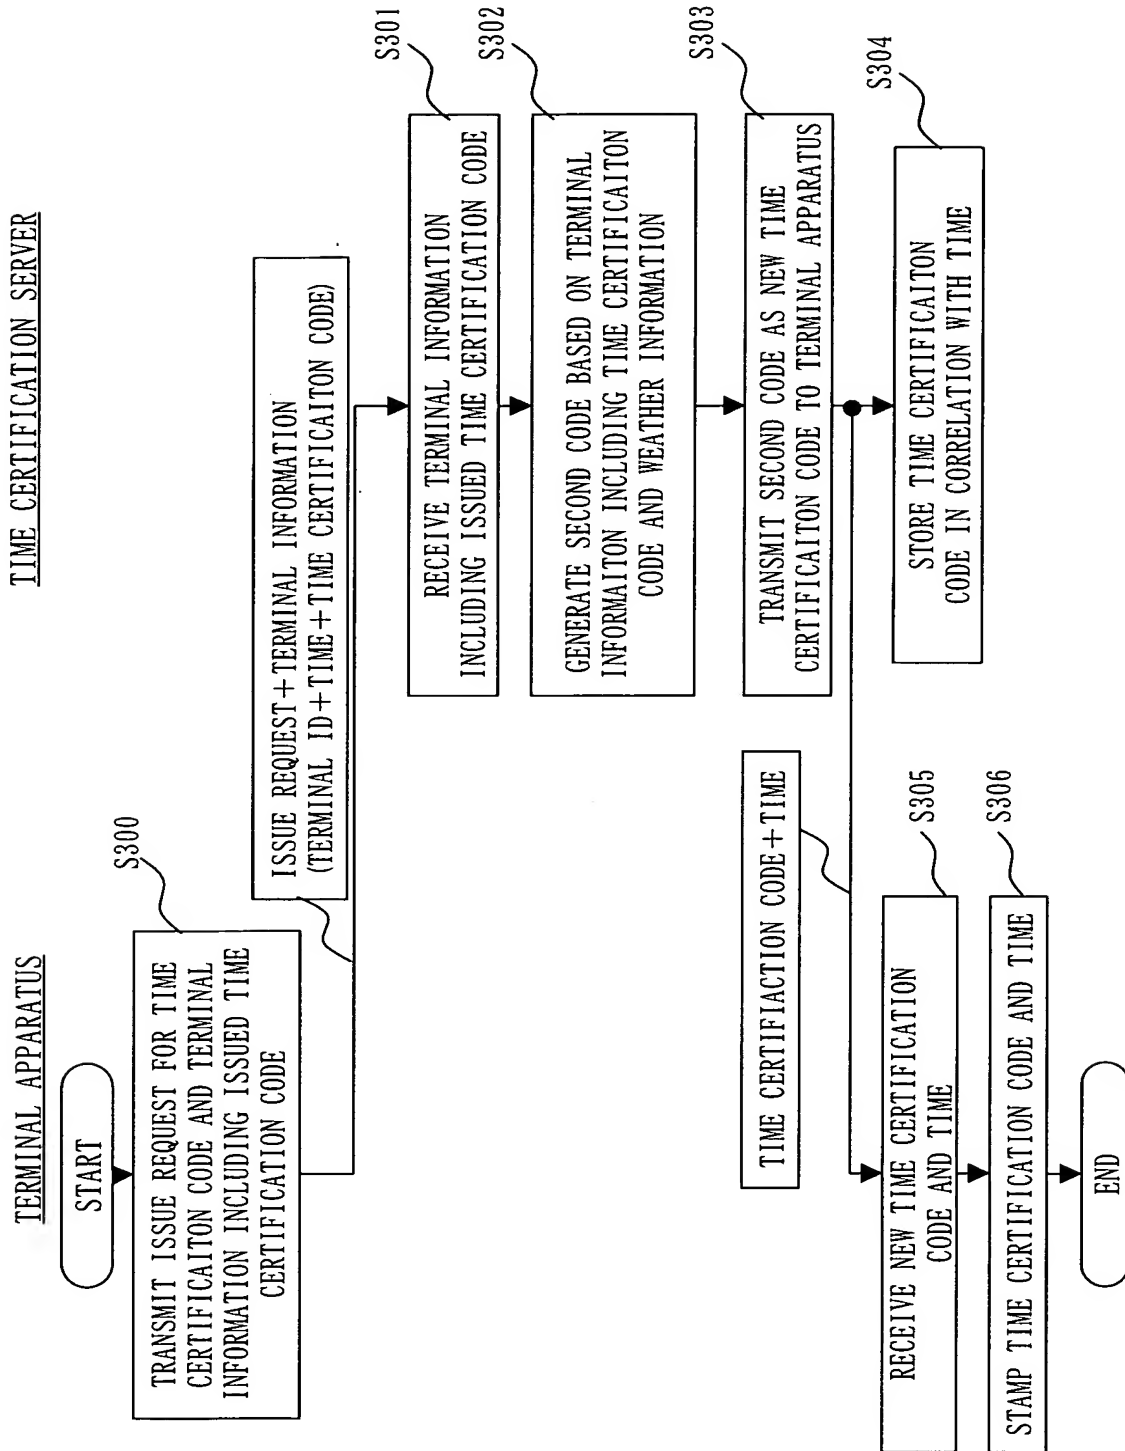 TERMINAL APPARATUS
TIME CERTIFICATION SERVER
START
S300
TRANSMIT ISSUE REQUEST FOR TIME
CERTIFICAITON CODE AND TERMINAL
INFORMATION INCLUDING ISSUED TIME
CERTIFICATION CODE
ISSUE REQUEST+TERMINAL INFORMATION
(TERMINAL ID+TIME+TIME CERTIFICAITON CODE)
S301
RECEIVE TERMINAL INFORMATION
INCLUDING ISSUED TIME CERTIFICATION CODE
S302
GENERATE SECOND CODE BASED ON TERMINAL
INFORMAITON INCLUDING TIME CERTIFICAITON
CODE AND WEATHER INFORMATION
S303
TRANSMIT SECOND CODE AS NEW TIME
CERTIFICAITON CODE TO TERMINAL APPARATUS
S304
STORE TIME CERTIFICAITON
CODE IN CORRELATION WITH TIME
TIME CERTIFIACTION CODE+TIME
S305
RECEIVE NEW TIME CERTIFICATION
CODE AND TIME
S306
STAMP TIME CERTIFICATION CODE AND TIME
END